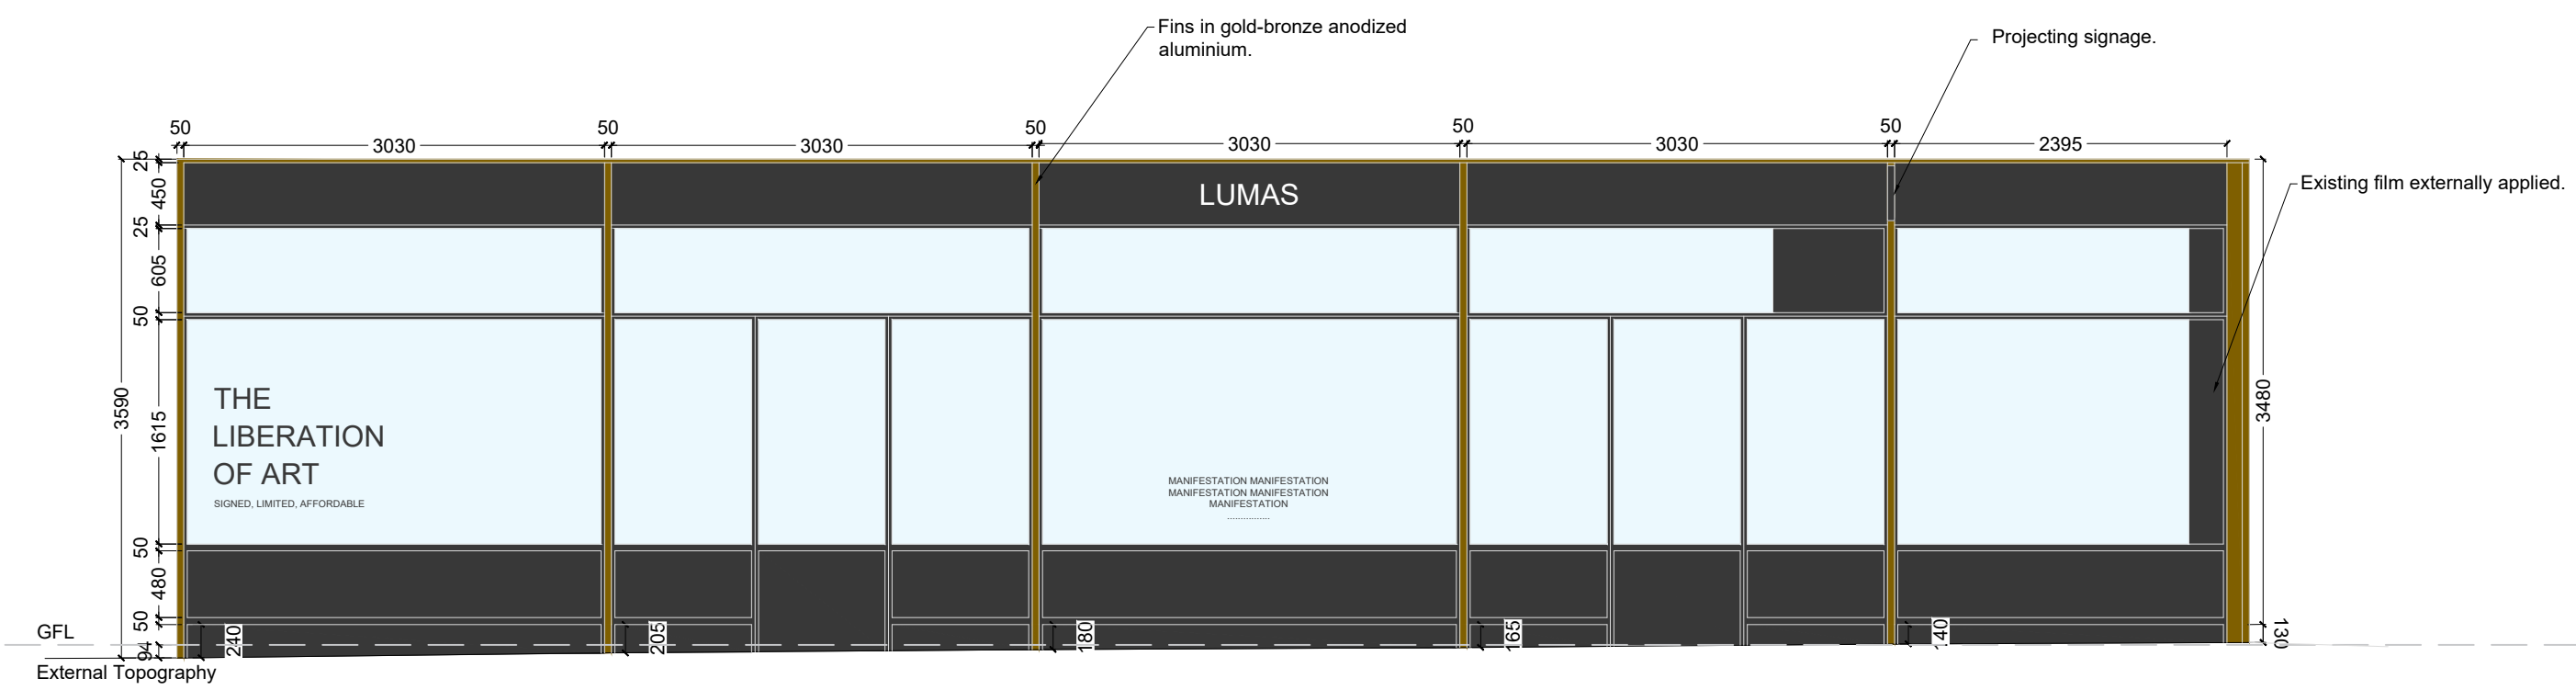 Fins in gold-bronze anodized
aluminium.
Projecting signage.
50 50 50 50 50
3030 3030 3030 3030 2395
Existing film externally applied.
25
450
25
605
50
1615
50
480
50
94
3590
3480
130
LUMAS
THE
LIBERATION
OF ART
SIGNED, LIMITED, AFFORDABLE
MANIFESTATION MANIFESTATION
MANIFESTATION MANIFESTATION
MANIFESTATION
................
240 205 180 165 140
GFL
External Topography